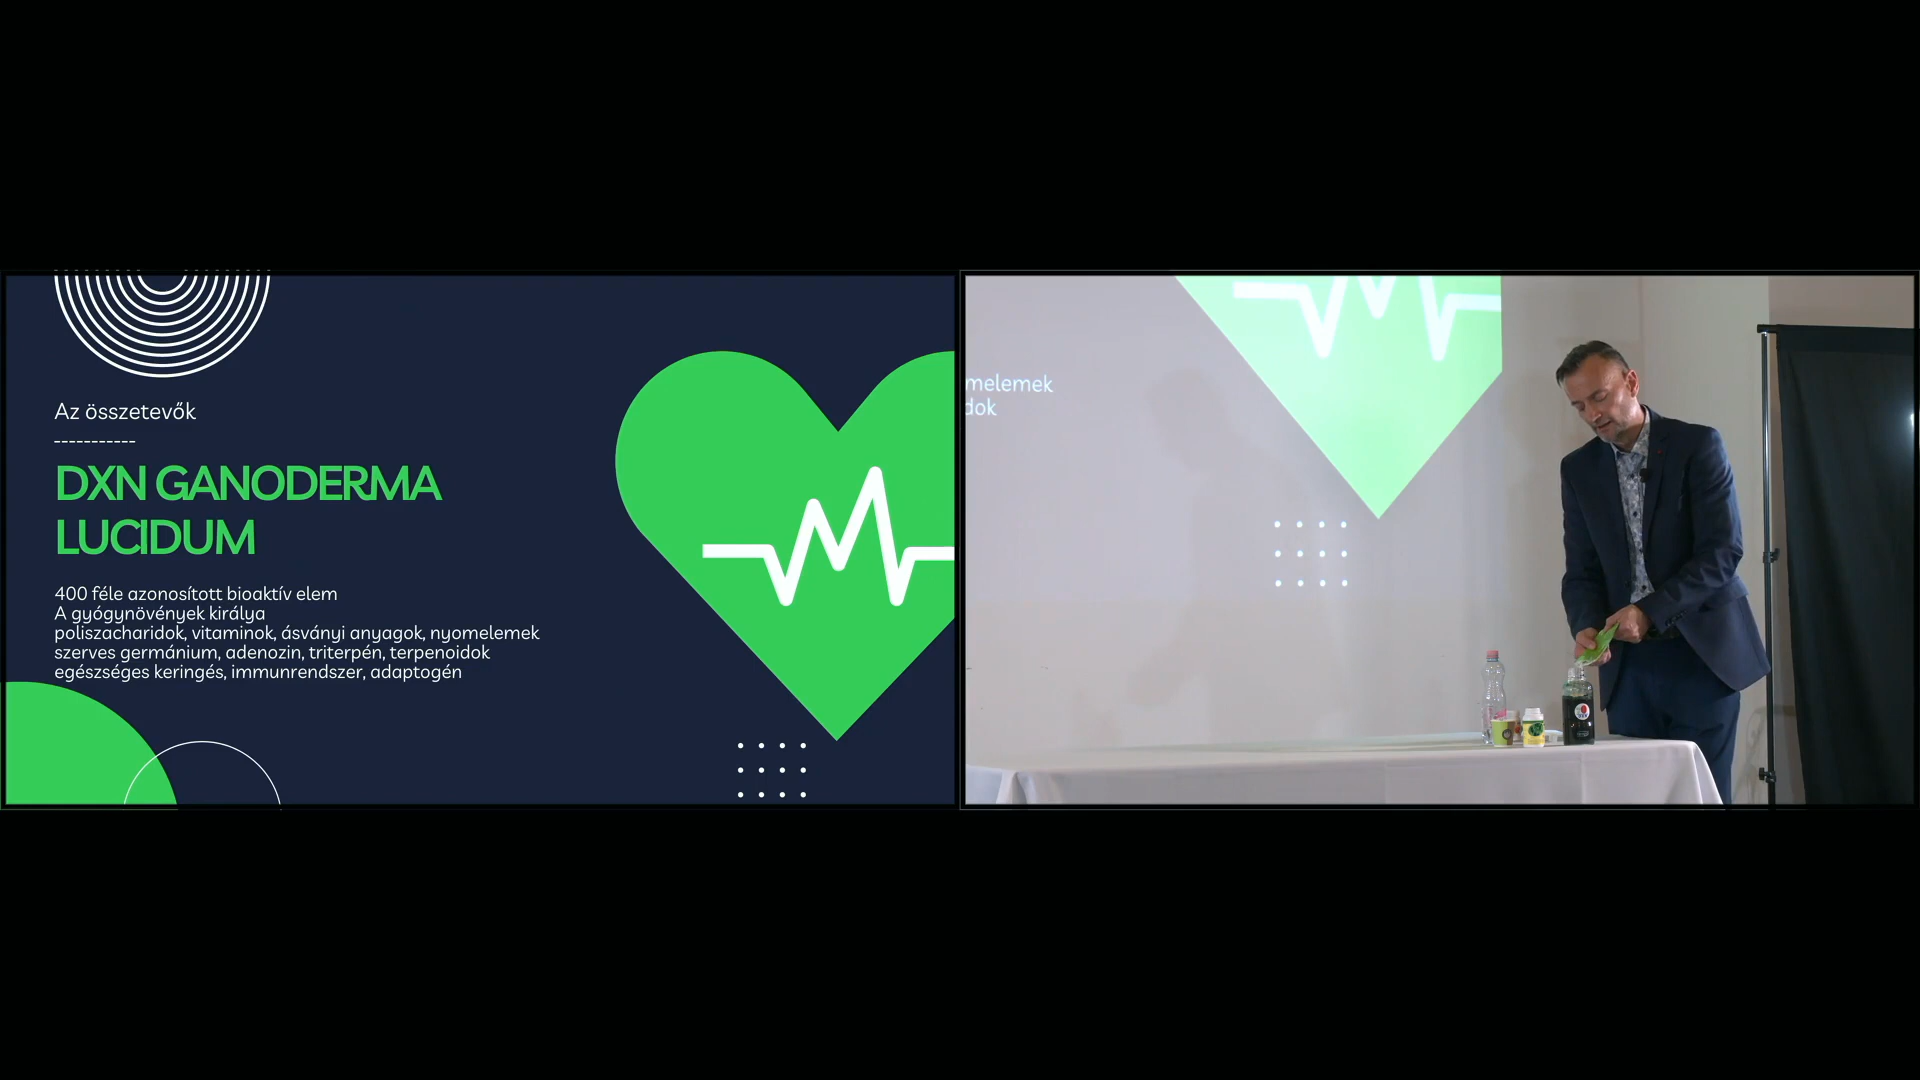 Az összetevők
-----------
DXN GANODERMA
LUCIDUM
400 féle azonosított bioaktív elem
A gyógynövények királya
poliszacharidok, vitaminok, ásványi anyagok, nyomelemek
szerves germánium, adenozin, triterpén, terpenoidok
egészséges keringés, immunrendszer, adaptogén
melemek
dok